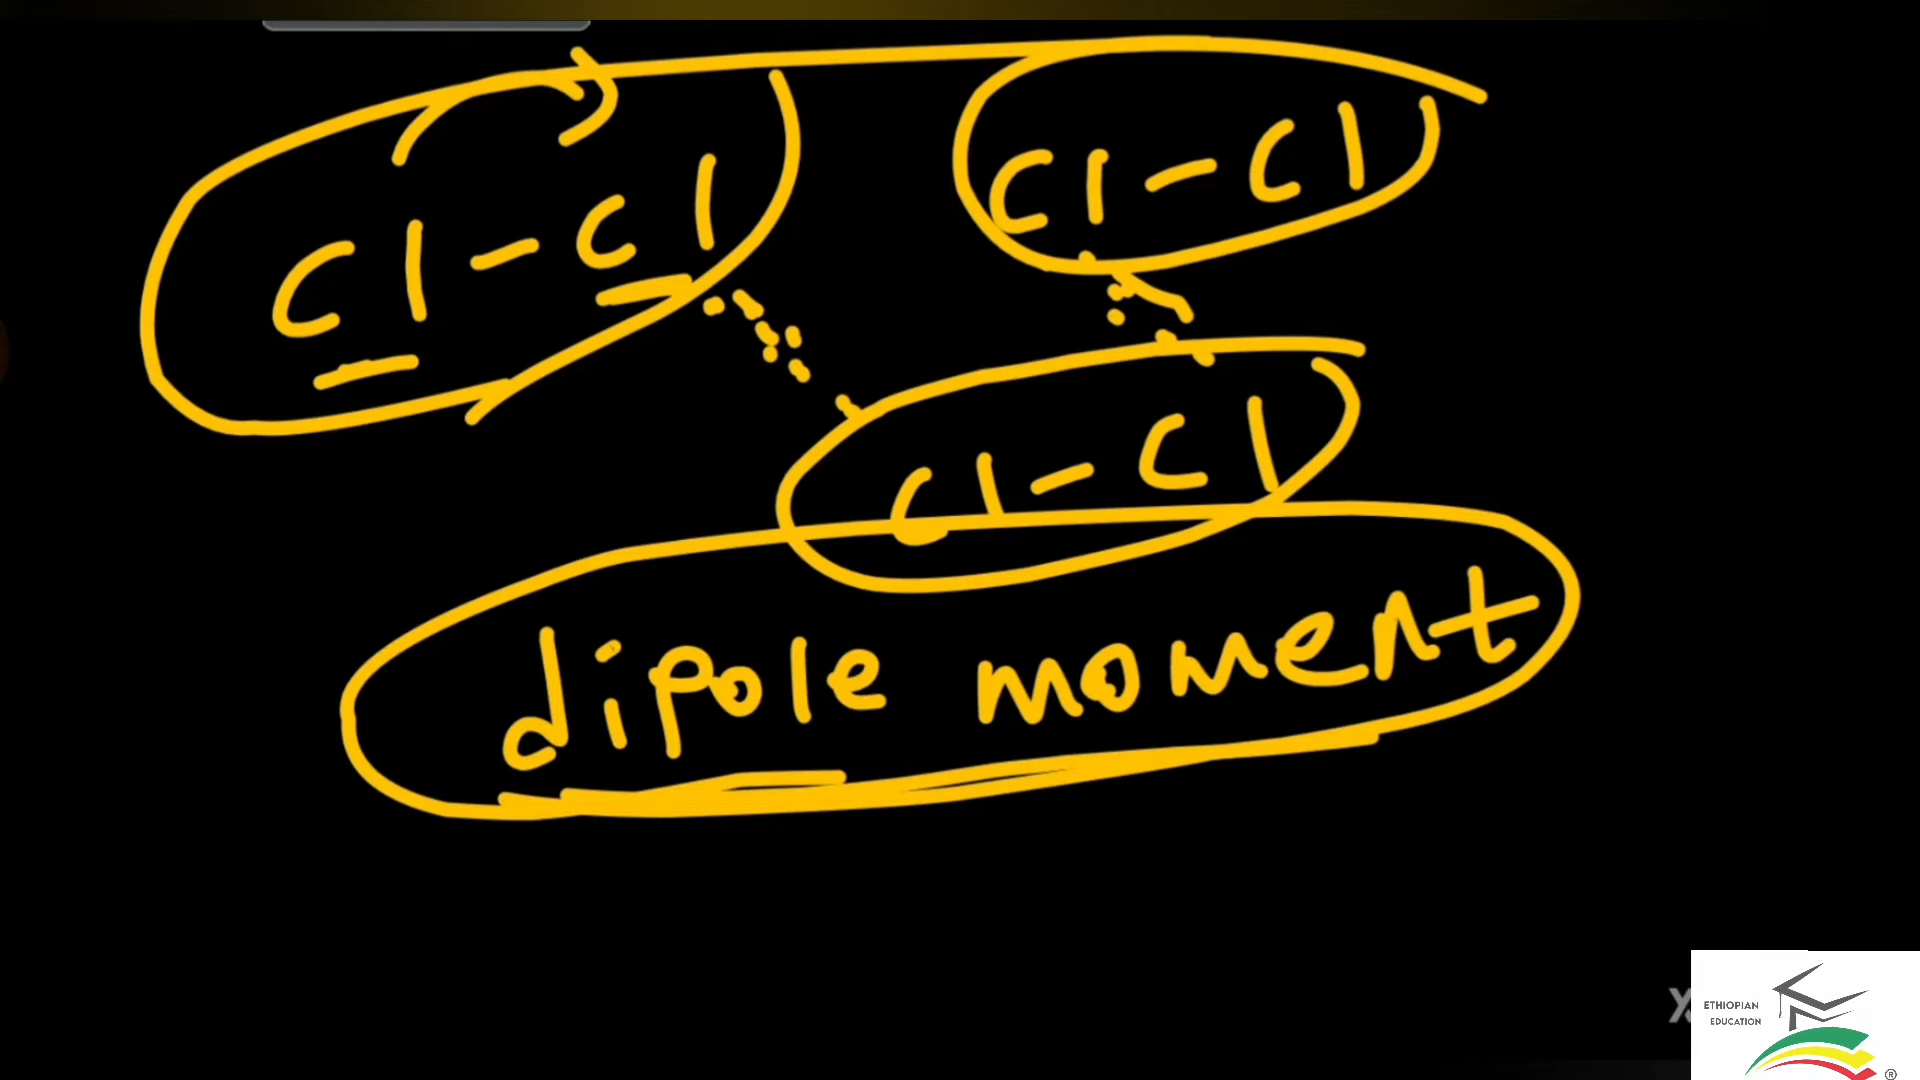 Cl-Cl
Cl-Cl
Cl-Cl
dipole moment
ETHIOPIAN
EDUCATION
®